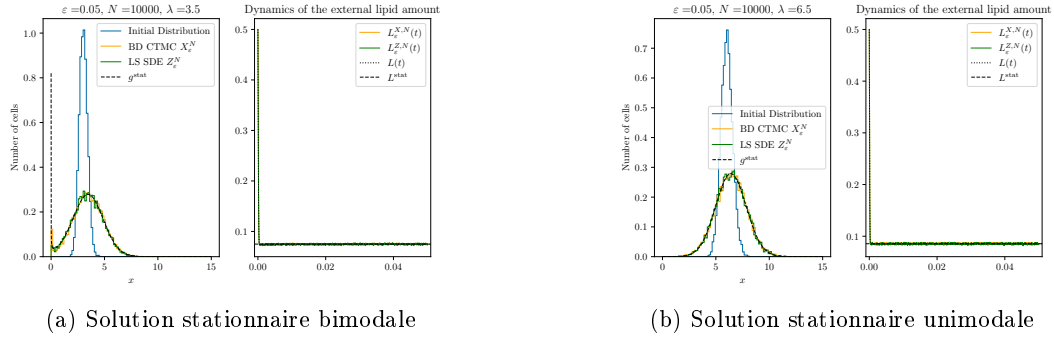 ε =0.05, N =10000, λ =3.5
Number of cells
1.0
0.8
0.6
0.4
0.2
0.0
0
5
10
15
x
Initial Distribution
BD CTMC X_ε^N
LS SDE Z_ε^N
g^stat
Dynamics of the external lipid amount
0.5
0.4
0.3
0.2
0.1
0.00
0.02
0.04
L_ε^{X,N}(t)
L_ε^{Z,N}(t)
L(t)
L^stat
(a) Solution stationnaire bimodale
ε =0.05, N =10000, λ =6.5
Number of cells
0.7
0.6
0.5
0.4
0.3
0.2
0.1
0.0
0
5
10
15
x
Initial Distribution
BD CTMC X_ε^N
LS SDE Z_ε^N
g^stat
Dynamics of the external lipid amount
0.5
0.4
0.3
0.2
0.1
0.00
0.02
0.04
L_ε^{X,N}(t)
L_ε^{Z,N}(t)
L(t)
L^stat
(b) Solution stationnaire unimodale